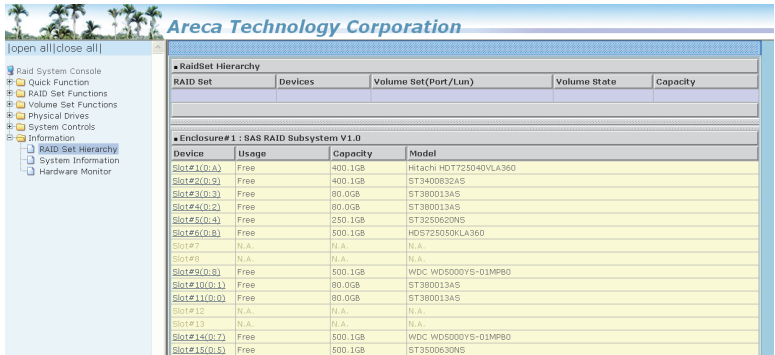 Areca Technology Corporation
|open all|close all|
Raid System Console
Quick Function
RAID Set Functions
Volume Set Functions
Physical Drives
System Controls
Information
RAID Set Hierarchy
System Information
Hardware Monitor
RaidSet Hierarchy
RAID Set Devices Volume Set(Port/Lun) Volume State Capacity
Enclosure#1 : SAS RAID Subsystem V1.0
Device Usage Capacity Model
Slot#1(0:A) Free 400.1GB Hitachi HDT725040VLA360
Slot#2(0:9) Free 400.1GB ST3400832AS
Slot#3(0:3) Free 80.0GB ST380013AS
Slot#4(0:2) Free 80.0GB ST380013AS
Slot#5(0:4) Free 250.1GB ST3250620NS
Slot#6(0:B) Free 500.1GB HDS725050KLA360
Slot#7 N.A. N.A. N.A.
Slot#8 N.A. N.A. N.A.
Slot#9(0:8) Free 500.1GB WDC WD5000YS-01MPB0
Slot#10(0:1) Free 80.0GB ST380013AS
Slot#11(0:0) Free 80.0GB ST380013AS
Slot#12 N.A. N.A. N.A.
Slot#13 N.A. N.A. N.A.
Slot#14(0:7) Free 500.1GB WDC WD5000YS-01MPB0
Slot#15(0:5) Free 500.1GB ST3500630NS